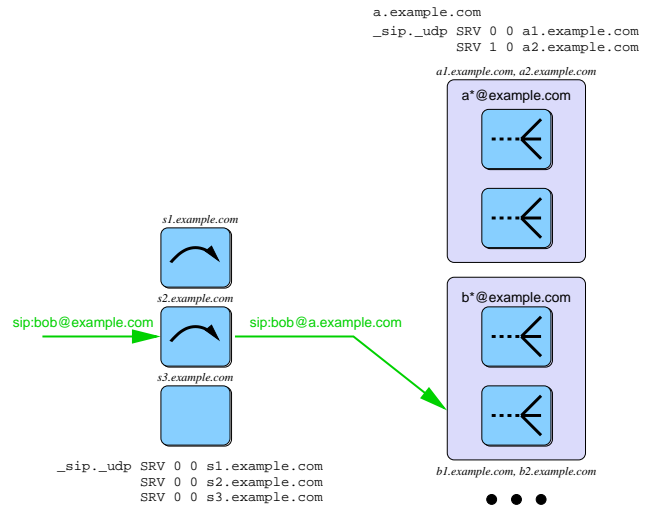 a.example.com
_sip._udp SRV 0 0 a1.example.com
SRV 1 0 a2.example.com
a1.example.com, a2.example.com
a*@example.com
s1.example.com
s2.example.com
b*@example.com
sip:bob@example.com
sip:bob@a.example.com
s3.example.com
_sip._udp SRV 0 0 s1.example.com
SRV 0 0 s2.example.com
SRV 0 0 s3.example.com
b1.example.com, b2.example.com